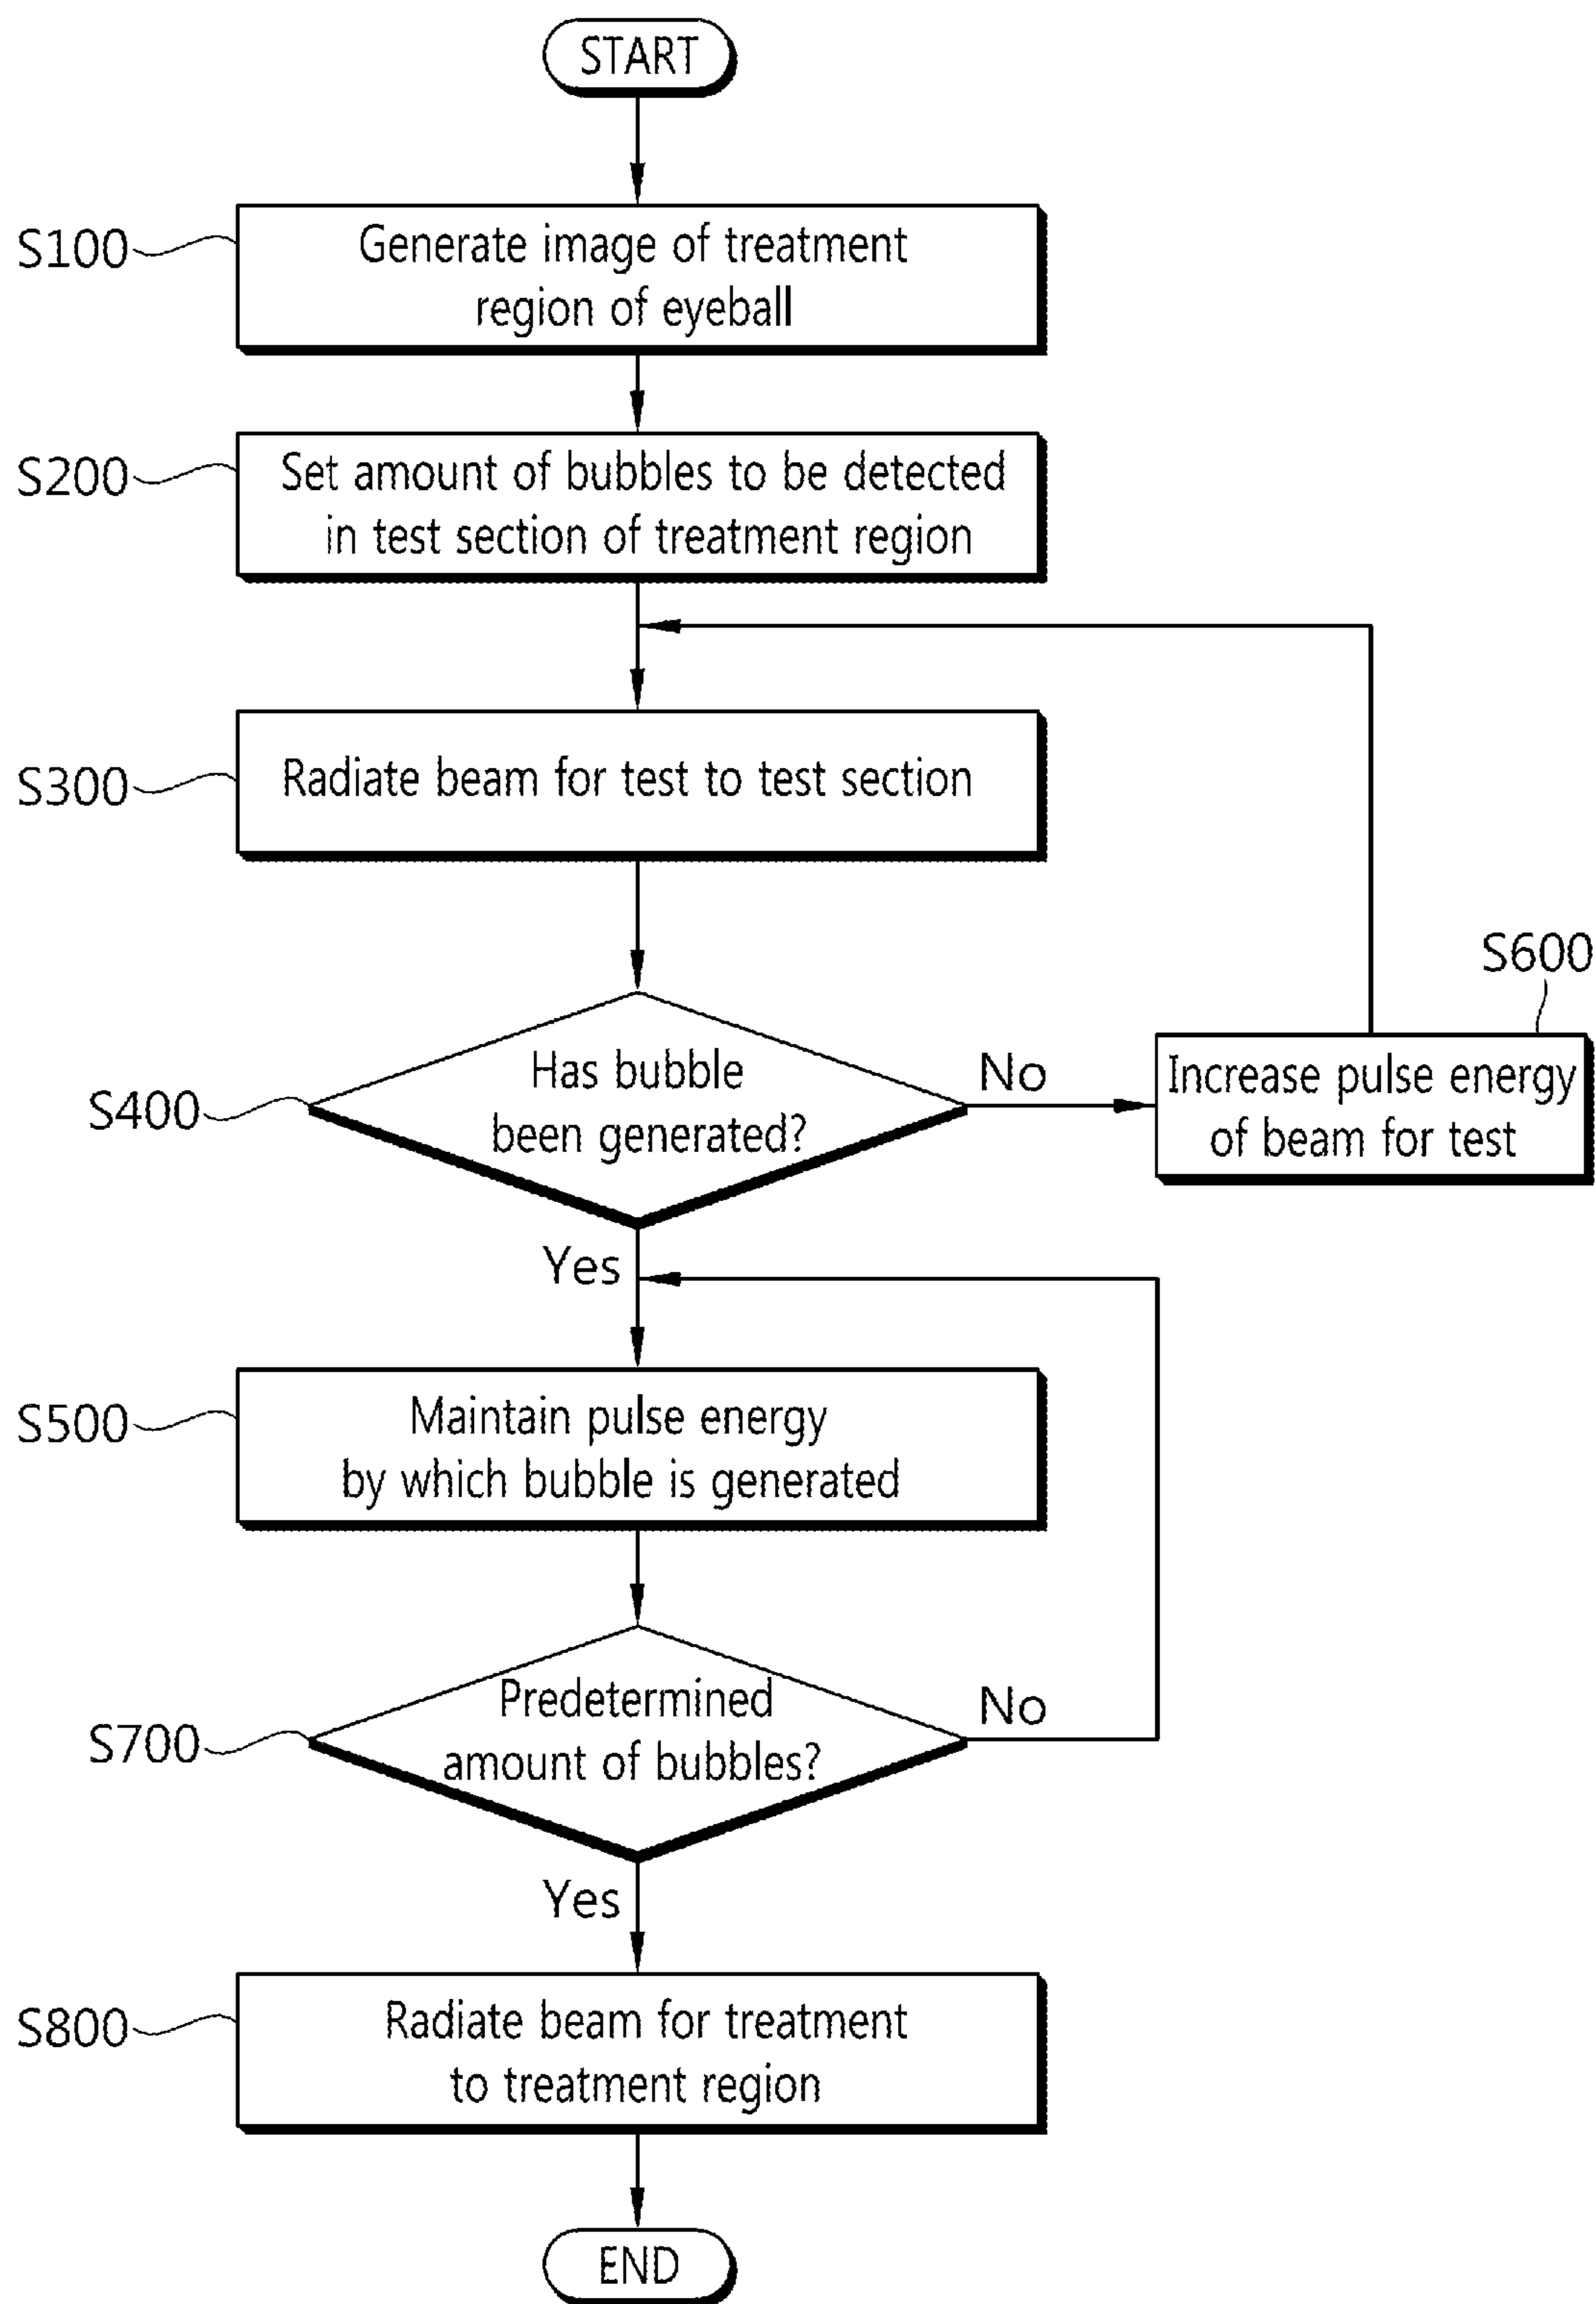 START
S100
Generate image of treatment
region of eyeball
S200
Set amount of bubbles to be detected
in test section of treatment region
S300
Radiate beam for test to test section
S400
Has bubble
been generated?
No
S600
Increase pulse energy
of beam for test
Yes
S500
Maintain pulse energy
by which bubble is generated
S700
Predetermined
amount of bubbles?
No
Yes
S800
Radiate beam for treatment
to treatment region
END